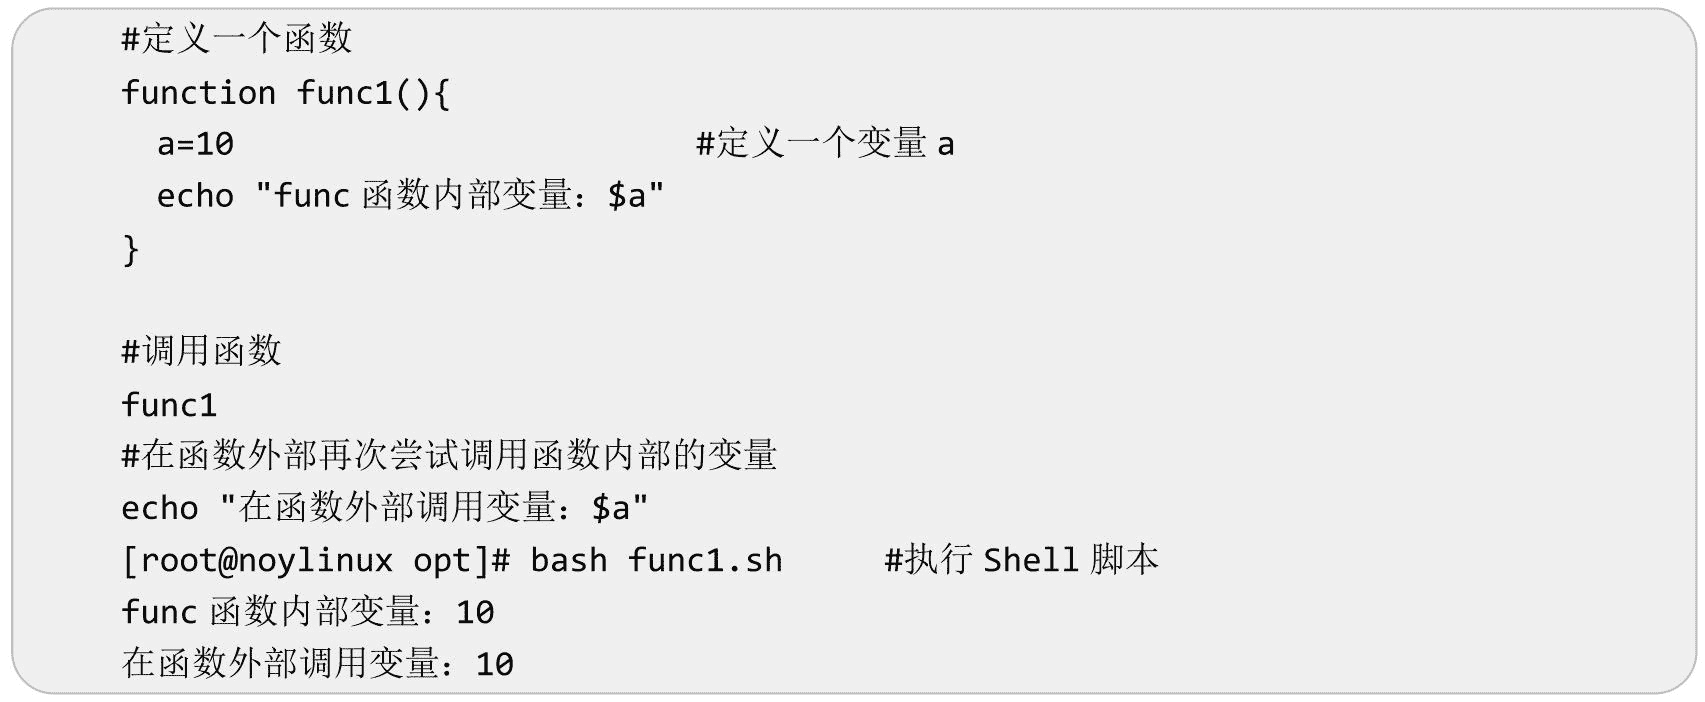 #定义一个函数
function func1(){
  a=10                        #定义一个变量 a
  echo "func 函数内部变量：$a"
}
#调用函数
func1
#在函数外部再次尝试调用函数内部的变量
echo "在函数外部调用变量：$a"
[root@noylinux opt]# bash func1.sh     #执行 Shell 脚本
func 函数内部变量：10
在函数外部调用变量：10